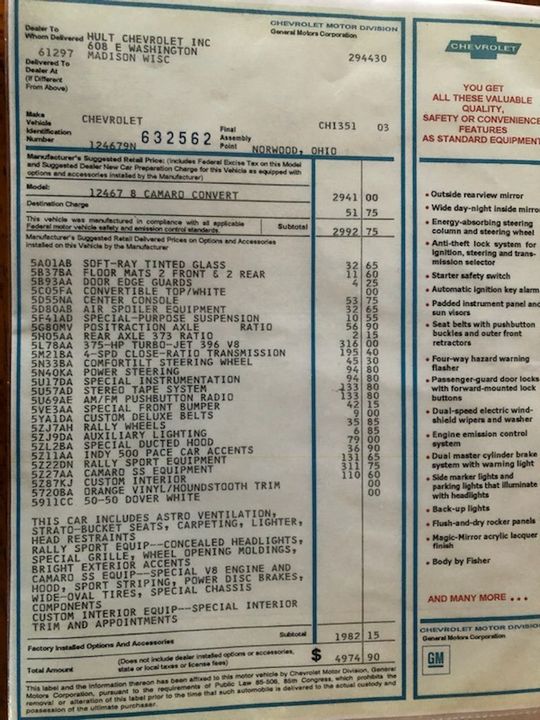 CHEVROLET MOTOR DIVISION
General Motors Corporation
Dealer To
Whom Delivered HULT CHEVROLET INC
608 E WASHINGTON
61297 MADISON WISC
294430
Delivered To
Dealer At
(If Different
From Above)
Make CHEVROLET CH1351 03
Vehicle
Identification
Number 124679N 632562
Final
Assembly
Point NORWOOD, OHIO
Manufacturer's Suggested Retail Price: (Includes Federal Excise Tax on this Model
and Suggested Dealer New Car Preparation Charge for this Vehicle as equipped with
options and accessories installed by the Manufacturer)
Model: 12467 8 CAMARO CONVERT 2941 00
Destination Charge 51 75
This vehicle was manufactured in compliance with all applicable
Federal motor vehicle safety and emission control standards. Subtotal 2992 75
Manufacturer's Suggested Retail Delivered Prices on Options and Accessories
Installed on this Vehicle by the Manufacturer
5A01AB SOFT-RAY TINTED GLASS 32 65
5B37BA FLOOR MATS 2 FRONT & 2 REAR 11 60
5B93AA DOOR EDGE GUARDS 4 25
5C05FA CONVERTIBLE TOP/WHITE 00
5D55NA CENTER CONSOLE 53 75
5D80AB AIR SPOILER EQUIPMENT 32 65
5F41AD SPECIAL-PURPOSE SUSPENSION 10 55
5G80MV POSITRACTION AXLE RATIO 56 90
5H05AA REAR AXLE 373 RATIO 2 15
5L78AA 375-HP TURBO-JET 396 V8 316 00
5M21BA 4-SPD CLOSE-RATIO TRANSMISSION 195 40
5N33BA COMFORTILT STEERING WHEEL 45 30
5N40KA POWER STEERING 94 80
5U17DA SPECIAL INSTRUMENTATION 94 80
5U57AD STEREO TAPE SYSTEM 133 80
5U69AE AM/FM PUSHBUTTON RADIO 133 80
5VE3AA SPECIAL FRONT BUMPER 42 15
5YA1DA CUSTOM DELUXE BELTS 9 00
5ZJ7AH RALLY WHEELS 35 85
5ZJ9DA AUXILIARY LIGHTING 6 85
5ZL2BA SPECIAL DUCTED HOOD 79 00
5Z11AA INDY 500 PACE CAR ACCENTS 36 90
5Z22DN RALLY SPORT EQUIPMENT 131 65
5Z27AA CAMARO SS EQUIPMENT 311 75
5Z87KJ CUSTOM INTERIOR 110 60
5720BA ORANGE VINYL/HOUNDSTOOTH TRIM 00
5911CC 50-50 DOVER WHITE 00
THIS CAR INCLUDES ASTRO VENTILATION,
STRATO-BUCKET SEATS, CARPETING, LIGHTER,
HEAD RESTRAINTS
RALLY SPORT EQUIP--CONCEALED HEADLIGHTS,
SPECIAL GRILLE, WHEEL OPENING MOLDINGS,
BRIGHT EXTERIOR ACCENTS
CAMARO SS EQUIP--SPECIAL V8 ENGINE AND
HOOD, SPORT STRIPING, POWER DISC BRAKES,
WIDE-OVAL TIRES, SPECIAL CHASSIS
COMPONENTS
CUSTOM INTERIOR EQUIP--SPECIAL INTERIOR
TRIM AND APPOINTMENTS
Subtotal 1982 15
Factory Installed Options And Accessories
(Does not include dealer installed options or accessories,
state or local taxes or license fees)
Total Amount $ 4974 90
This label and the information thereon has been affixed to this motor vehicle by Chevrolet Motor Division, General
Motors Corporation, pursuant to the requirements of Public Law 85-506, 85th Congress, which prohibits the
removal or alteration of this label prior to the time that such automobile is delivered to the actual custody and
possession of the ultimate purchaser.
CHEVROLET
YOU GET
ALL THESE VALUABLE
QUALITY,
SAFETY OR CONVENIENCE
FEATURES
AS STANDARD EQUIPMENT
• Outside rearview mirror
• Wide day-night inside mirror
• Energy-absorbing steering
column and steering wheel
• Anti-theft lock system for
ignition, steering and trans-
mission selector
• Starter safety switch
• Automatic ignition key alarm
• Padded instrument panel and
sun visors
• Seat belts with pushbutton
buckles and outer front
retractors
• Four-way hazard warning
flasher
• Passenger-guard door locks
with forward-mounted lock
buttons
• Dual-speed electric wind-
shield wipers and washer
• Engine emission control
system
• Dual master cylinder brake
system with warning light
• Side marker lights and
parking lights that illuminate
with headlights
• Back-up lights
• Flush-and-dry rocker panels
• Magic-Mirror acrylic lacquer
finish
• Body by Fisher
AND MANY MORE ...
CHEVROLET MOTOR DIVISION
General Motors Corporation
GM